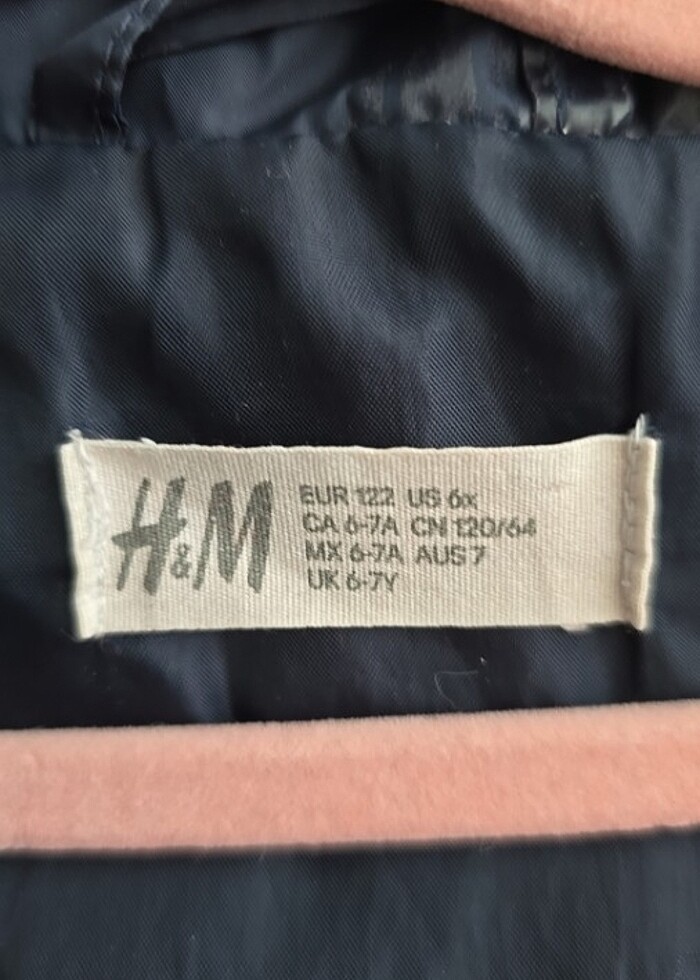 H&M
EUR 122 US 6x
CA 6-7A CN 120/64
MX 6-7A AUS 7
UK 6-7Y